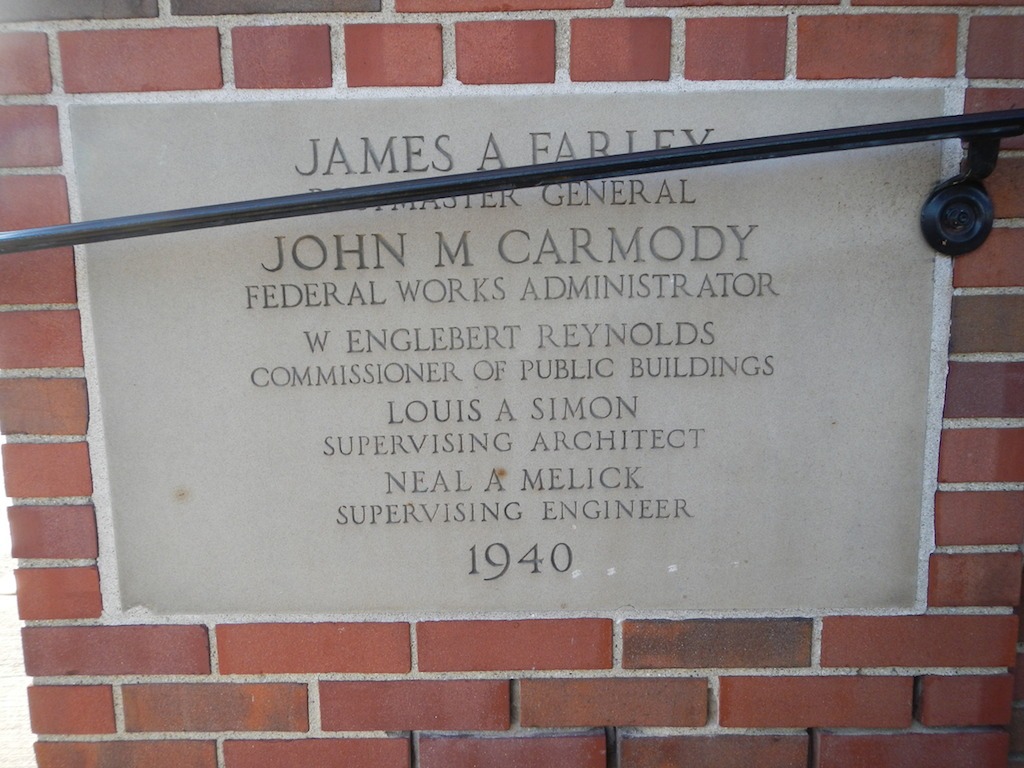 JAMES A FARLEY
POSTMASTER GENERAL
JOHN M CARMODY
FEDERAL WORKS ADMINISTRATOR
W ENGLEBERT REYNOLDS
COMMISSIONER OF PUBLIC BUILDINGS
LOUIS A SIMON
SUPERVISING ARCHITECT
NEAL A MELICK
SUPERVISING ENGINEER
1940